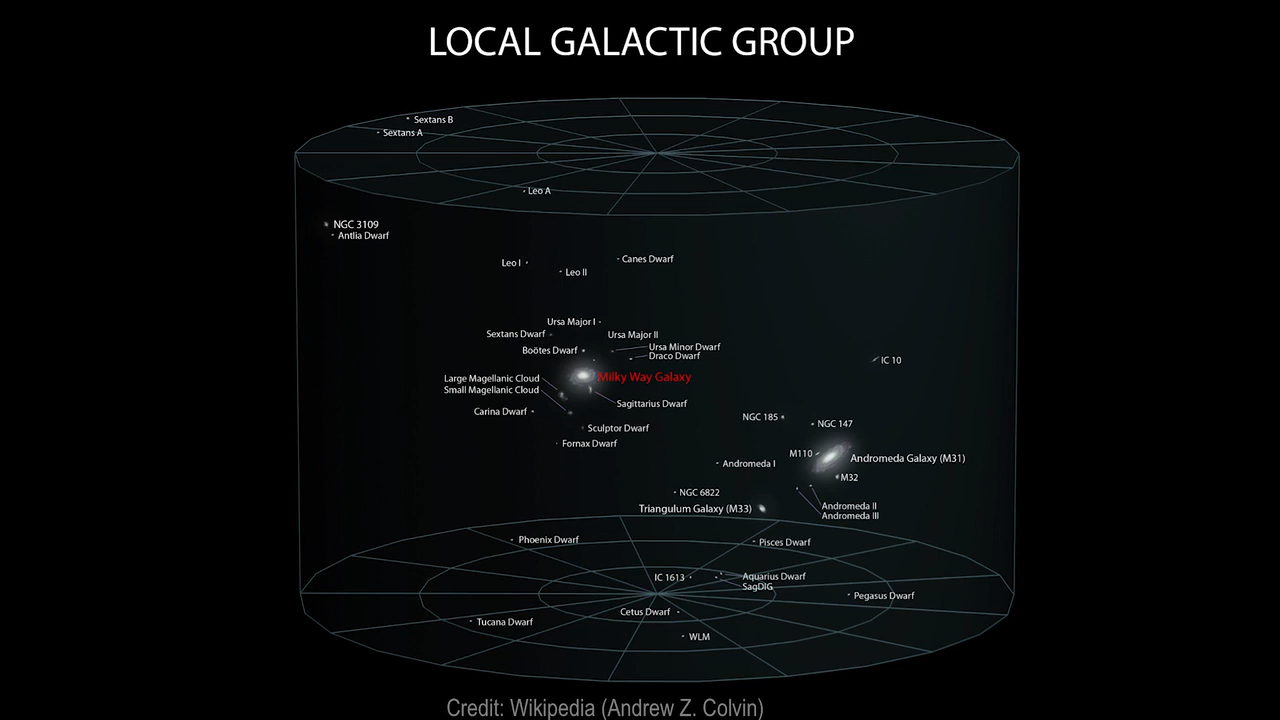 LOCAL GALACTIC GROUP
Sextans B
Sextans A
Leo A
NGC 3109
Antlia Dwarf
Leo I
Leo II
Canes Dwarf
Ursa Major I
Sextans Dwarf
Ursa Major II
Boötes Dwarf
Ursa Minor Dwarf
Draco Dwarf
IC 10
Milky Way Galaxy
Large Magellanic Cloud
Small Magellanic Cloud
Sagittarius Dwarf
Carina Dwarf
Sculptor Dwarf
Fornax Dwarf
NGC 185
NGC 147
M110
Andromeda Galaxy (M31)
Andromeda I
M32
NGC 6822
Triangulum Galaxy (M33)
Andromeda II
Andromeda III
Phoenix Dwarf
Pisces Dwarf
IC 1613
Aquarius Dwarf
SagDIG
Pegasus Dwarf
Cetus Dwarf
Tucana Dwarf
WLM
Credit: Wikipedia (Andrew Z. Colvin)